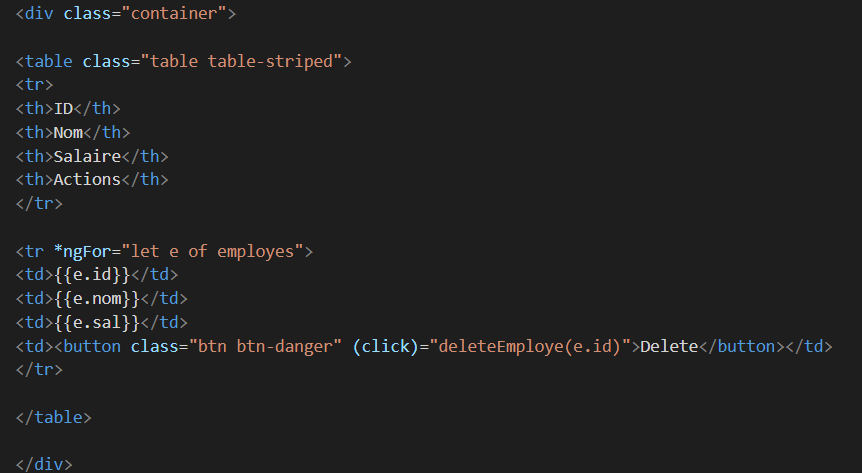 <div class="container">
<table class="table table-striped">
<tr>
<th>ID</th>
<th>Nom</th>
<th>Salaire</th>
<th>Actions</th>
</tr>
<tr *ngFor="let e of employes">
<td>{{e.id}}</td>
<td>{{e.nom}}</td>
<td>{{e.sal}}</td>
<td><button class="btn btn-danger" (click)="deleteEmploye(e.id)">Delete</button></td>
</tr>
</table>
</div>